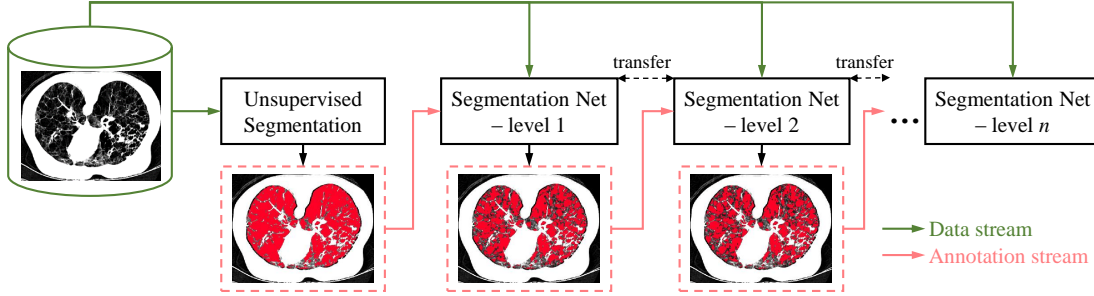 transfer
transfer
Unsupervised
Segmentation
Segmentation Net
– level 1
Segmentation Net
– level 2
...
Segmentation Net
– level n
Data stream
Annotation stream